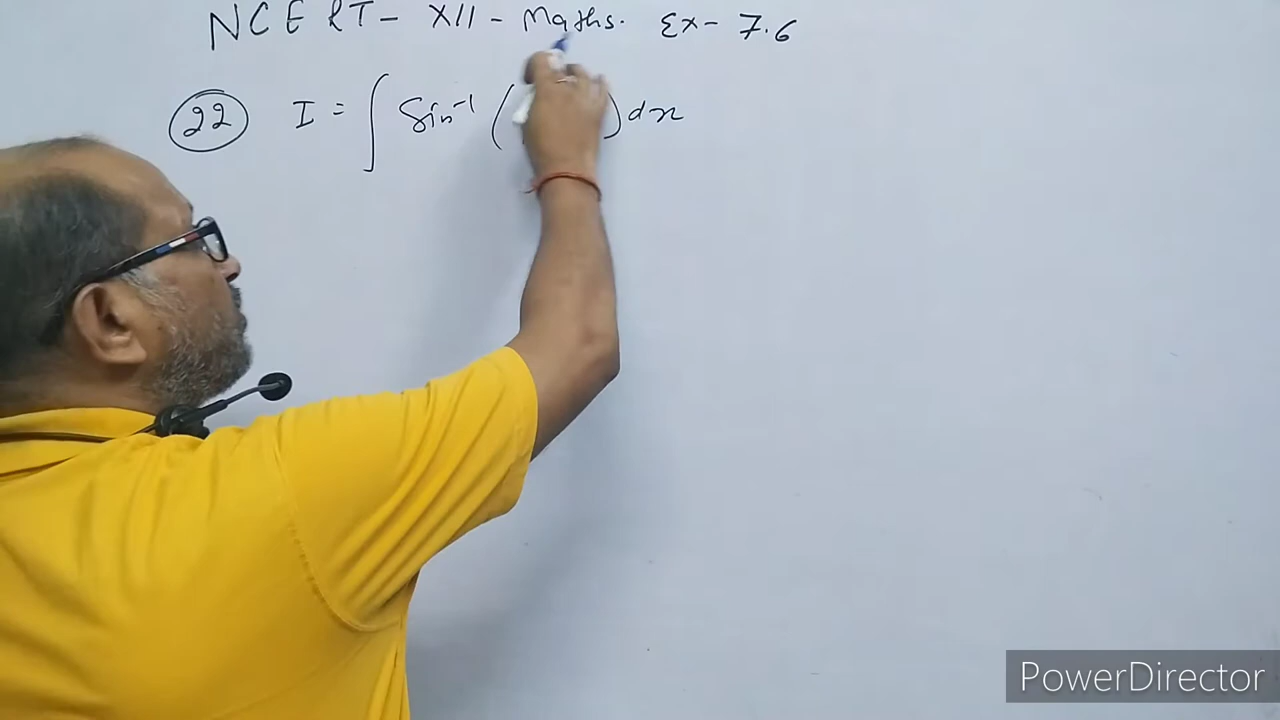 NCERT - XII - Maths. Ex - 7.6
22 I = ∫ Sin⁻¹ ( ) dx
PowerDirector